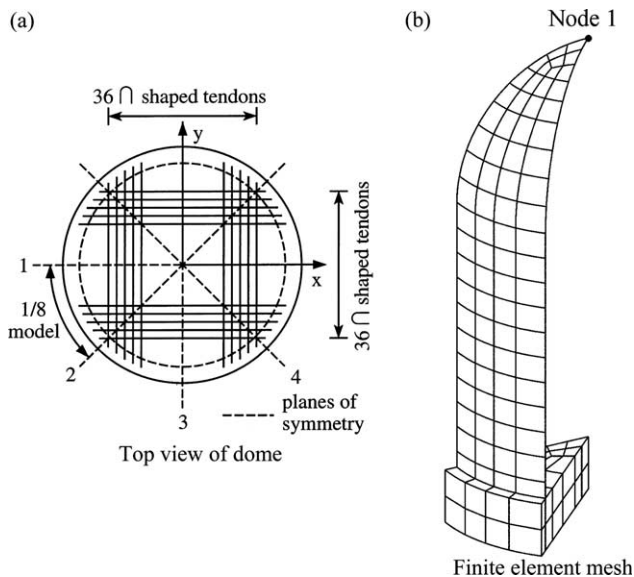 (a)
36 ∩ shaped tendons
y
x
1
1/8
model
2
3
4
36 ∩ shaped tendons
planes of
symmetry
Top view of dome
(b)
Node 1
Finite element mesh